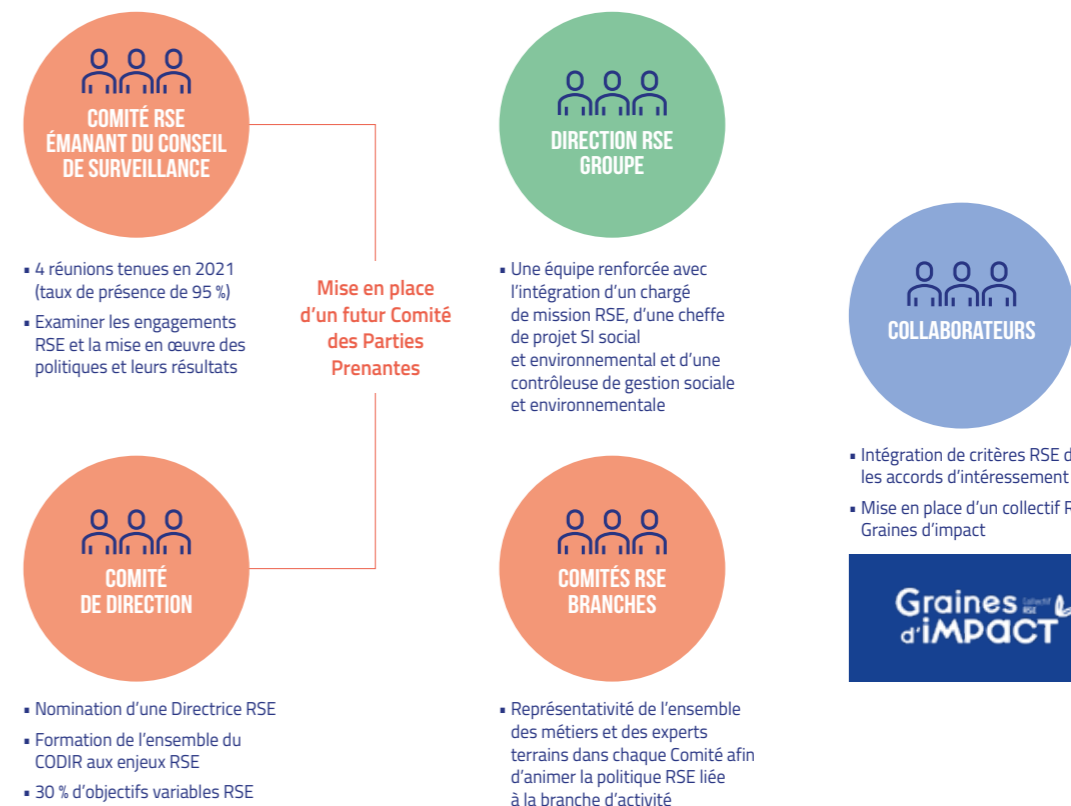 COMITÉ RSE
ÉMANANT DU CONSEIL
DE SURVEILLANCE
▪ 4 réunions tenues en 2021
(taux de présence de 95 %)
▪ Examiner les engagements
RSE et la mise en œuvre des
politiques et leurs résultats
Mise en place
d’un futur Comité
des Parties
Prenantes
COMITÉ
DE DIRECTION
▪ Nomination d’une Directrice RSE
▪ Formation de l’ensemble du
CODIR aux enjeux RSE
▪ 30 % d’objectifs variables RSE
DIRECTION RSE
GROUPE
▪ Une équipe renforcée avec
l’intégration d’un chargé
de mission RSE, d’une cheffe
de projet SI social
et environnemental et d’une
contrôleuse de gestion sociale
et environnementale
COMITÉS RSE
BRANCHES
▪ Représentativité de l’ensemble
des métiers et des experts
terrains dans chaque Comité afin
d’animer la politique RSE liée
à la branche d’activité
COLLABORATEURS
▪ Intégration de critères RSE
les accords d’intéressement
▪ Mise en place d’un collectif
Graines d’impact
Graines Collectif
RSE
d’iMPaCT